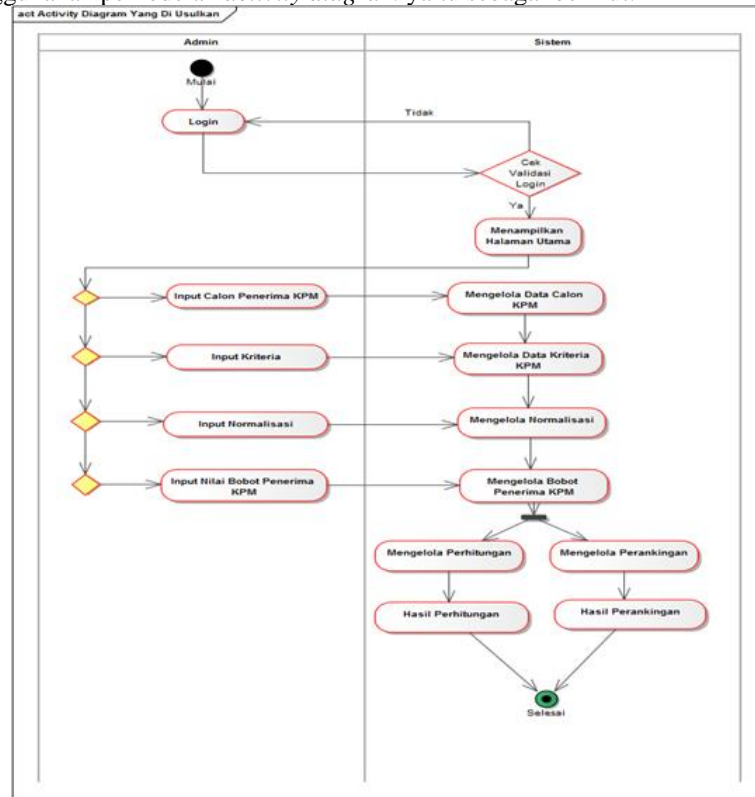 act Activity Diagram Yang Di Usulkan
Admin
Sistem
Mulai
Login
Tidak
Cek
Validasi
Login
Ya
Menampilkan
Halaman Utama
Input Calon Penerima KPM
Mengelola Data Calon
KPM
Input Kriteria
Mengelola Data Kriteria
KPM
Input Normalisasi
Mengelola Normalisasi
Input Nilai Bobot Penerima
KPM
Mengelola Bobot
Penerima KPM
Mengelola Perhitungan
Mengelola Perankingan
Hasil Perhitungan
Hasil Perankingan
Selesai